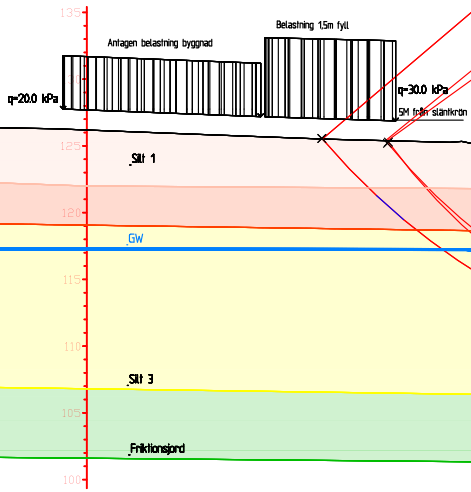 135
Belastning 1,5m fyll
Antagen belastning byggnad
q=20.0 kPa
q=30.0 kPa
5M från släntkrön
125
Silt 1
120
GW
115
110
Silt 3
105
Friktionsjord
100